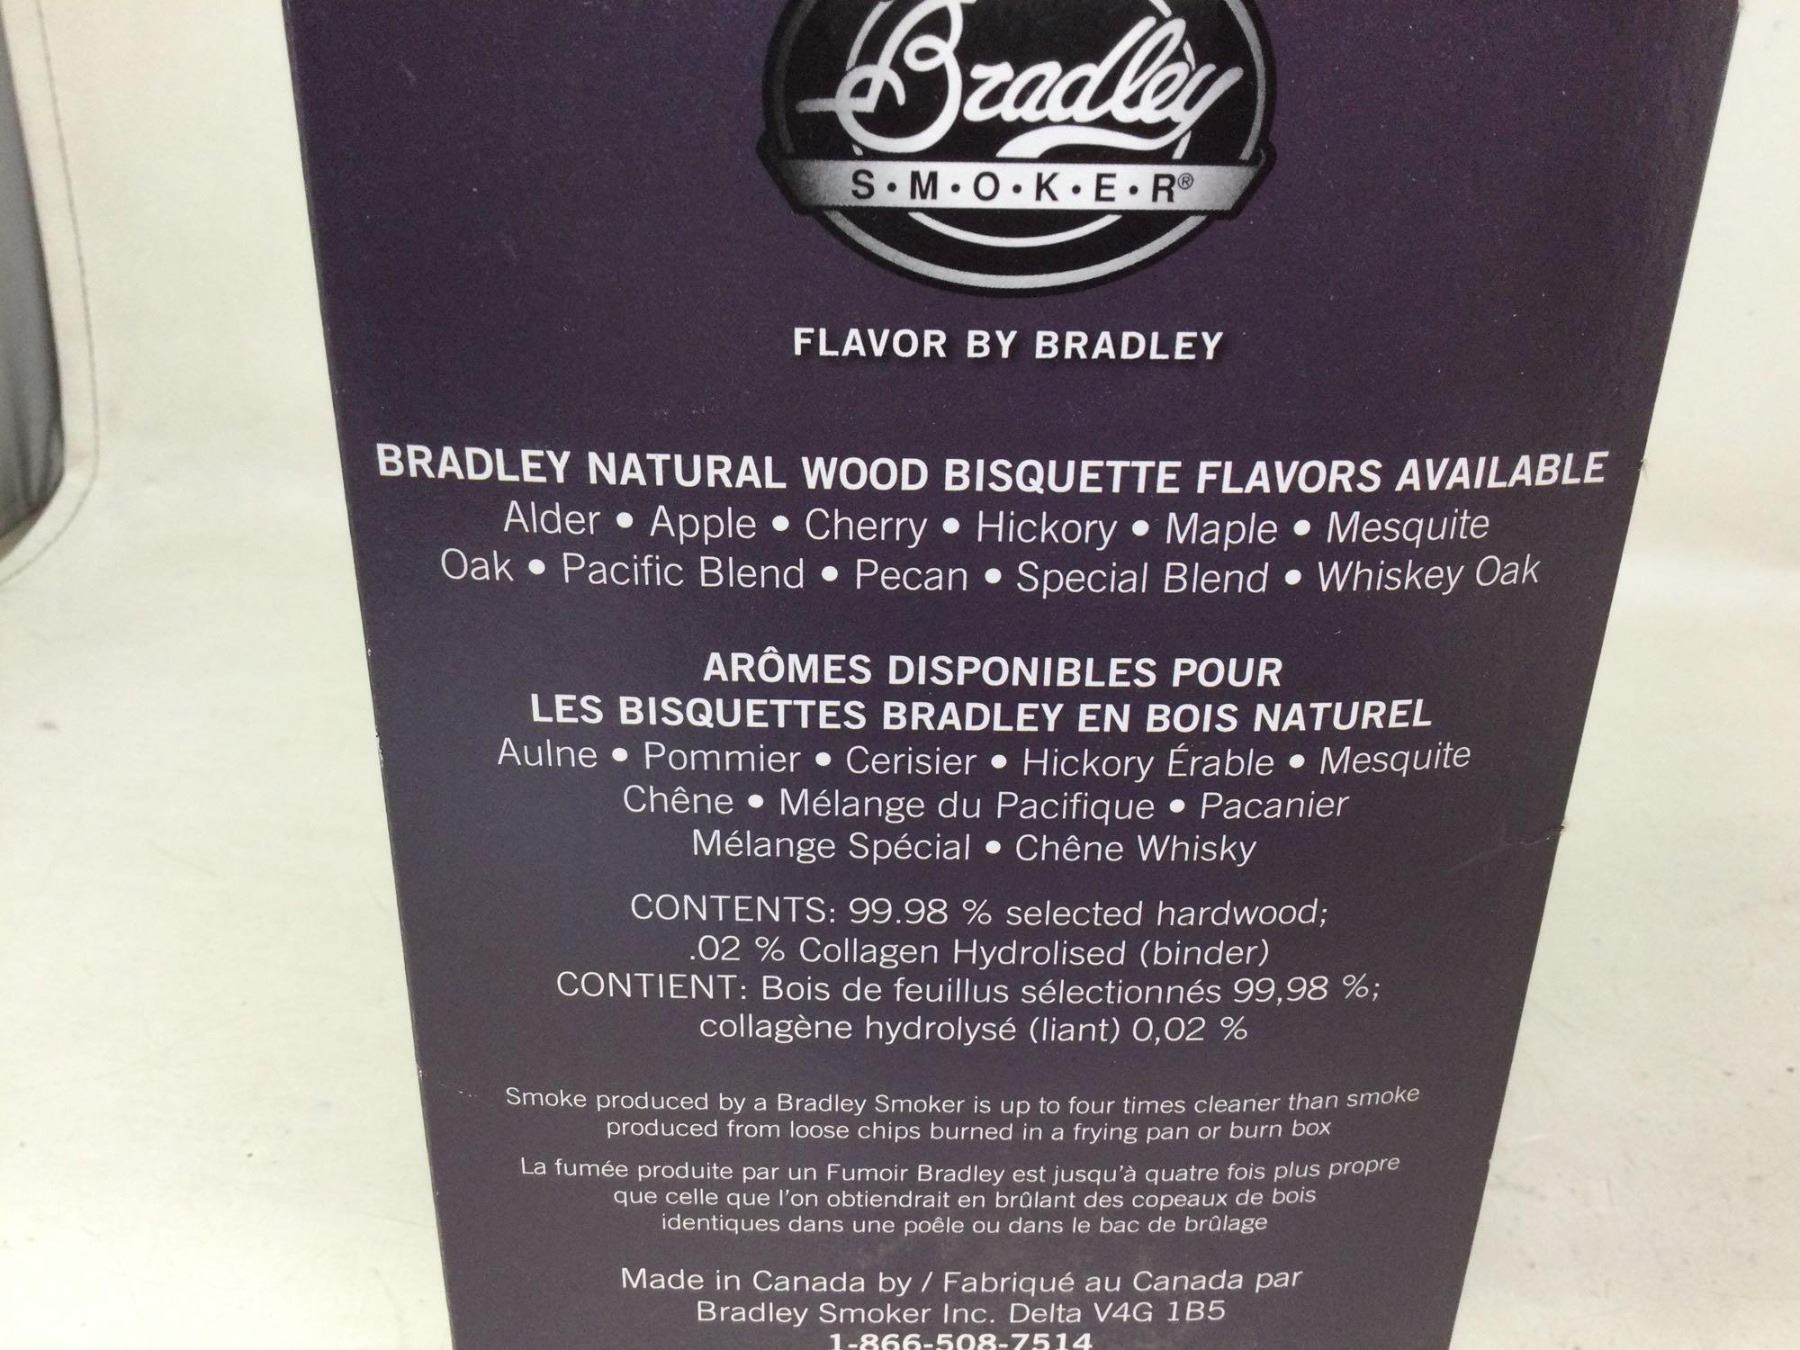 Bradley
S•M•O•K•E•R®
FLAVOR BY BRADLEY
BRADLEY NATURAL WOOD BISQUETTE FLAVORS AVAILABLE
Alder • Apple • Cherry • Hickory • Maple • Mesquite
Oak • Pacific Blend • Pecan • Special Blend • Whiskey Oak
ARÔMES DISPONIBLES POUR
LES BISQUETTES BRADLEY EN BOIS NATUREL
Aulne • Pommier • Cerisier • Hickory Érable • Mesquite
Chêne • Mélange du Pacifique • Pacanier
Mélange Spécial • Chêne Whisky
CONTENTS: 99.98 % selected hardwood;
.02 % Collagen Hydrolised (binder)
CONTIENT: Bois de feuillus sélectionnés 99,98 %;
collagène hydrolysé (liant) 0,02 %
Smoke produced by a Bradley Smoker is up to four times cleaner than smoke
produced from loose chips burned in a frying pan or burn box
La fumée produite par un Fumoir Bradley est jusqu'à quatre fois plus propre
que celle que l'on obtiendrait en brûlant des copeaux de bois
identiques dans une poêle ou dans le bac de brûlage
Made in Canada by / Fabriqué au Canada par
Bradley Smoker Inc. Delta V4G 1B5
1-866-508-7514